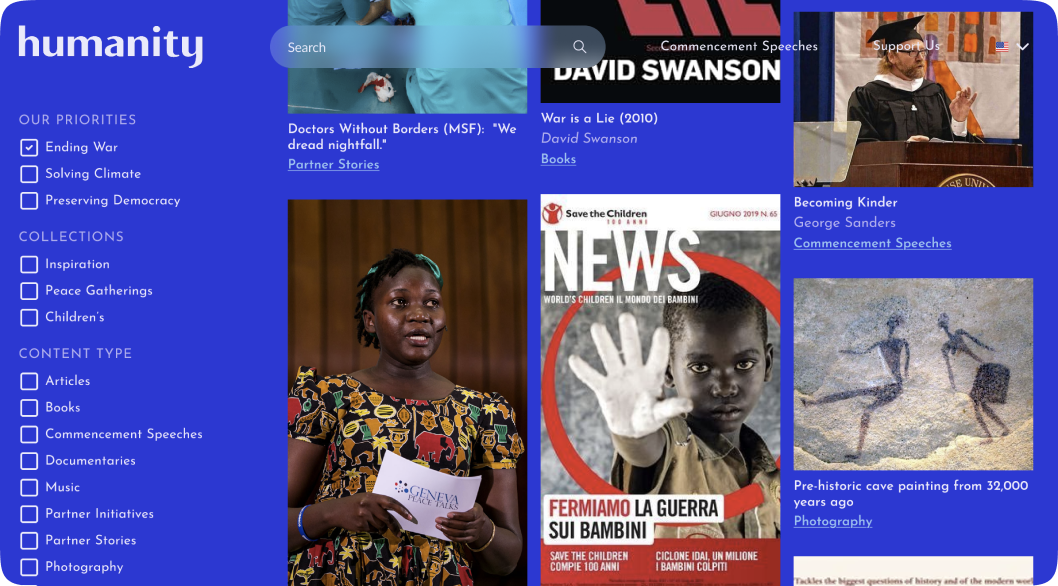 humanity
Search
Commencement Speeches
Support Us
OUR PRIORITIES
Ending War
Solving Climate
Preserving Democracy
COLLECTIONS
Inspiration
Peace Gatherings
Children's
CONTENT TYPE
Articles
Books
Commencement Speeches
Documentaries
Music
Partner Initiatives
Partner Stories
Photography
Doctors Without Borders (MSF): "We
dread nightfall."
Partner Stories
GENEVA
PEACE TALKS
LIE
DAVID SWANSON
War is a Lie (2010)
David Swanson
Books
Save the Children
100 ANNI
GIUGNO 2019 N. 65
NEWS
WORLD'S CHILDREN IL MONDO DEI BAMBINI
FERMIAMO LA GUERRA
SUI BAMBINI
SAVE THE CHILDREN
COMPIE 100 ANNI
CICLONE IDAI, UN MILIONE
DI BAMBINI COLPITI
Becoming Kinder
George Sanders
Commencement Speeches
Pre-historic cave painting from 32,000
years ago
Photography
Tackles the biggest questions of history and of the modern